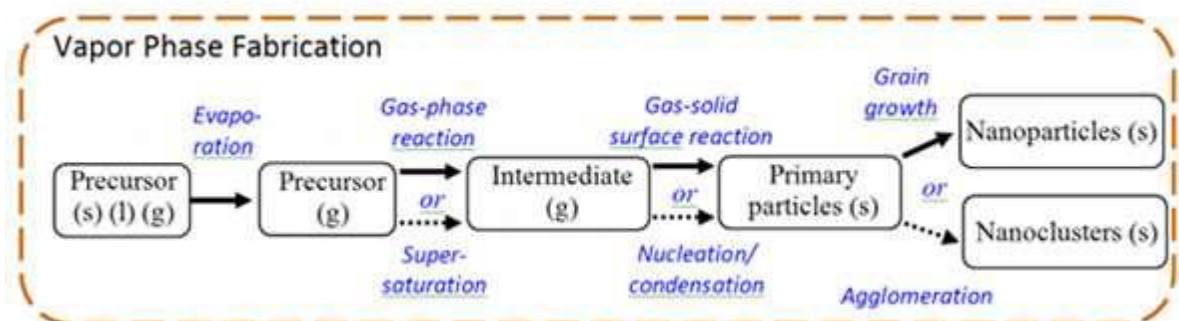 Vapor Phase Fabrication
Evapo-
ration
Gas-phase
reaction
Gas-solid
surface reaction
Grain
growth
Precursor
(s) (l) (g)
Precursor
(g)
or
Intermediate
(g)
or
Primary
particles (s)
or
Nanoparticles (s)
Nanoclusters (s)
Super-
saturation
Nucleation/
condensation
Agglomeration